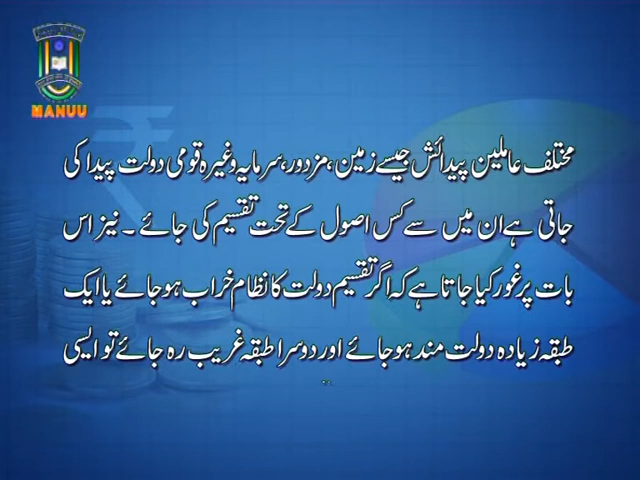 MANUU
مختلف عاملین پیدائش جیسے زمین، مزدور، سرمایہ وغیرہ قومی دولت پیدا کی
جاتی ہے ان میں سے کس اصول کے تحت تقسیم کی جائے ۔ نیز اس
بات پر غور کیا جاتا ہے کہ اگر تقسیم دولت کا نظام خراب ہو جائے یا ایک
طبقہ زیادہ دولت مند ہو جائے اور دوسرا طبقہ غریب رہ جائے تو ایسی